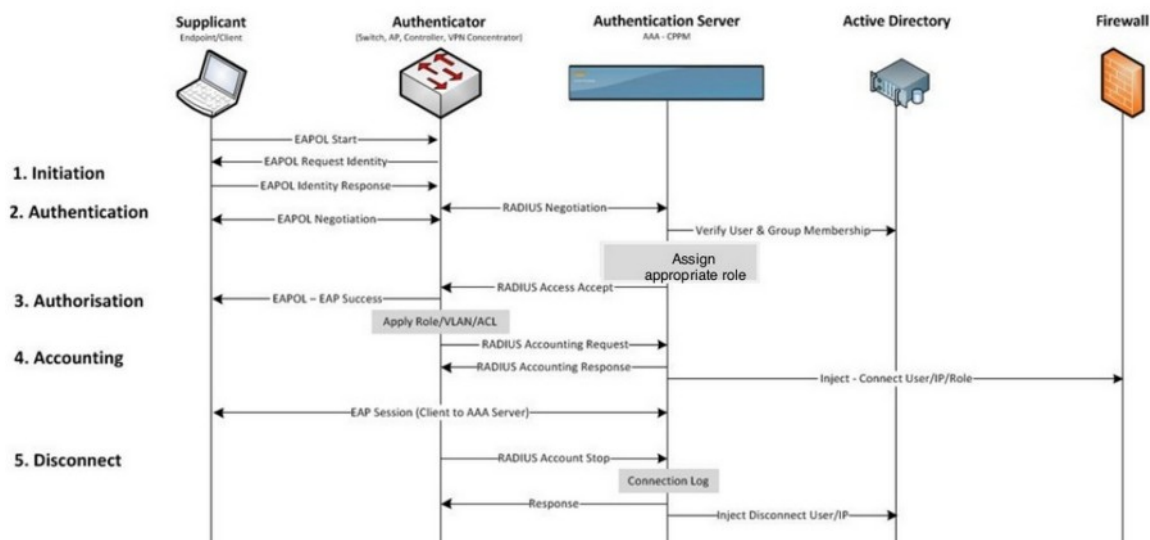 Supplicant
Endpoint/Client
Authenticator
(Switch, AP, Controller, VPN Concentrator)
Authentication Server
AAA - CPPM
Active Directory
Firewall
EAPOL Start
EAPOL Request Identity
1. Initiation
EAPOL Identity Response
2. Authentication
RADIUS Negotiation
EAPOL Negotiation
Verify User & Group Membership
Assign
appropriate role
RADIUS Access Accept
3. Authorisation
EAPOL – EAP Success
Apply Role/VLAN/ACL
RADIUS Accounting Request
4. Accounting
RADIUS Accounting Response
Inject - Connect User/IP/Role
EAP Session (Client to AAA Server)
5. Disconnect
RADIUS Account Stop
Connection Log
Response
Inject Disconnect User/IP